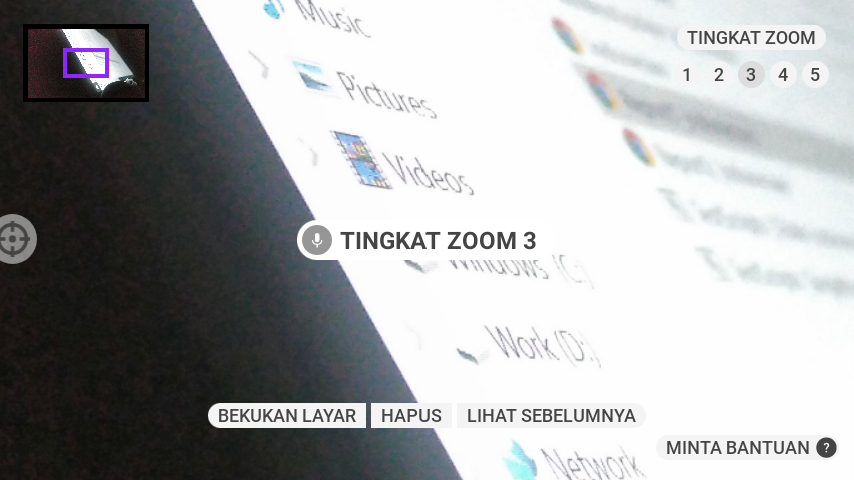 Music
TINGKAT ZOOM
1 2 3 4 5
Pictures
Videos
TINGKAT ZOOM 3
Windows (C:)
Work (D:)
BEKUKAN LAYAR HAPUS LIHAT SEBELUMNYA
MINTA BANTUAN ?
Network